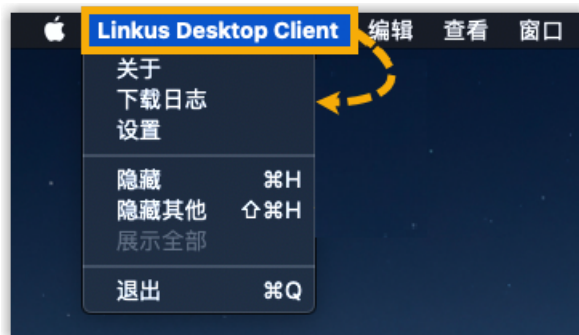 Linkus Desktop Client 编辑 查看 窗口
关于
下载日志
设置
隐藏 ⌘H
隐藏其他 ⇧⌘H
展示全部
退出 ⌘Q